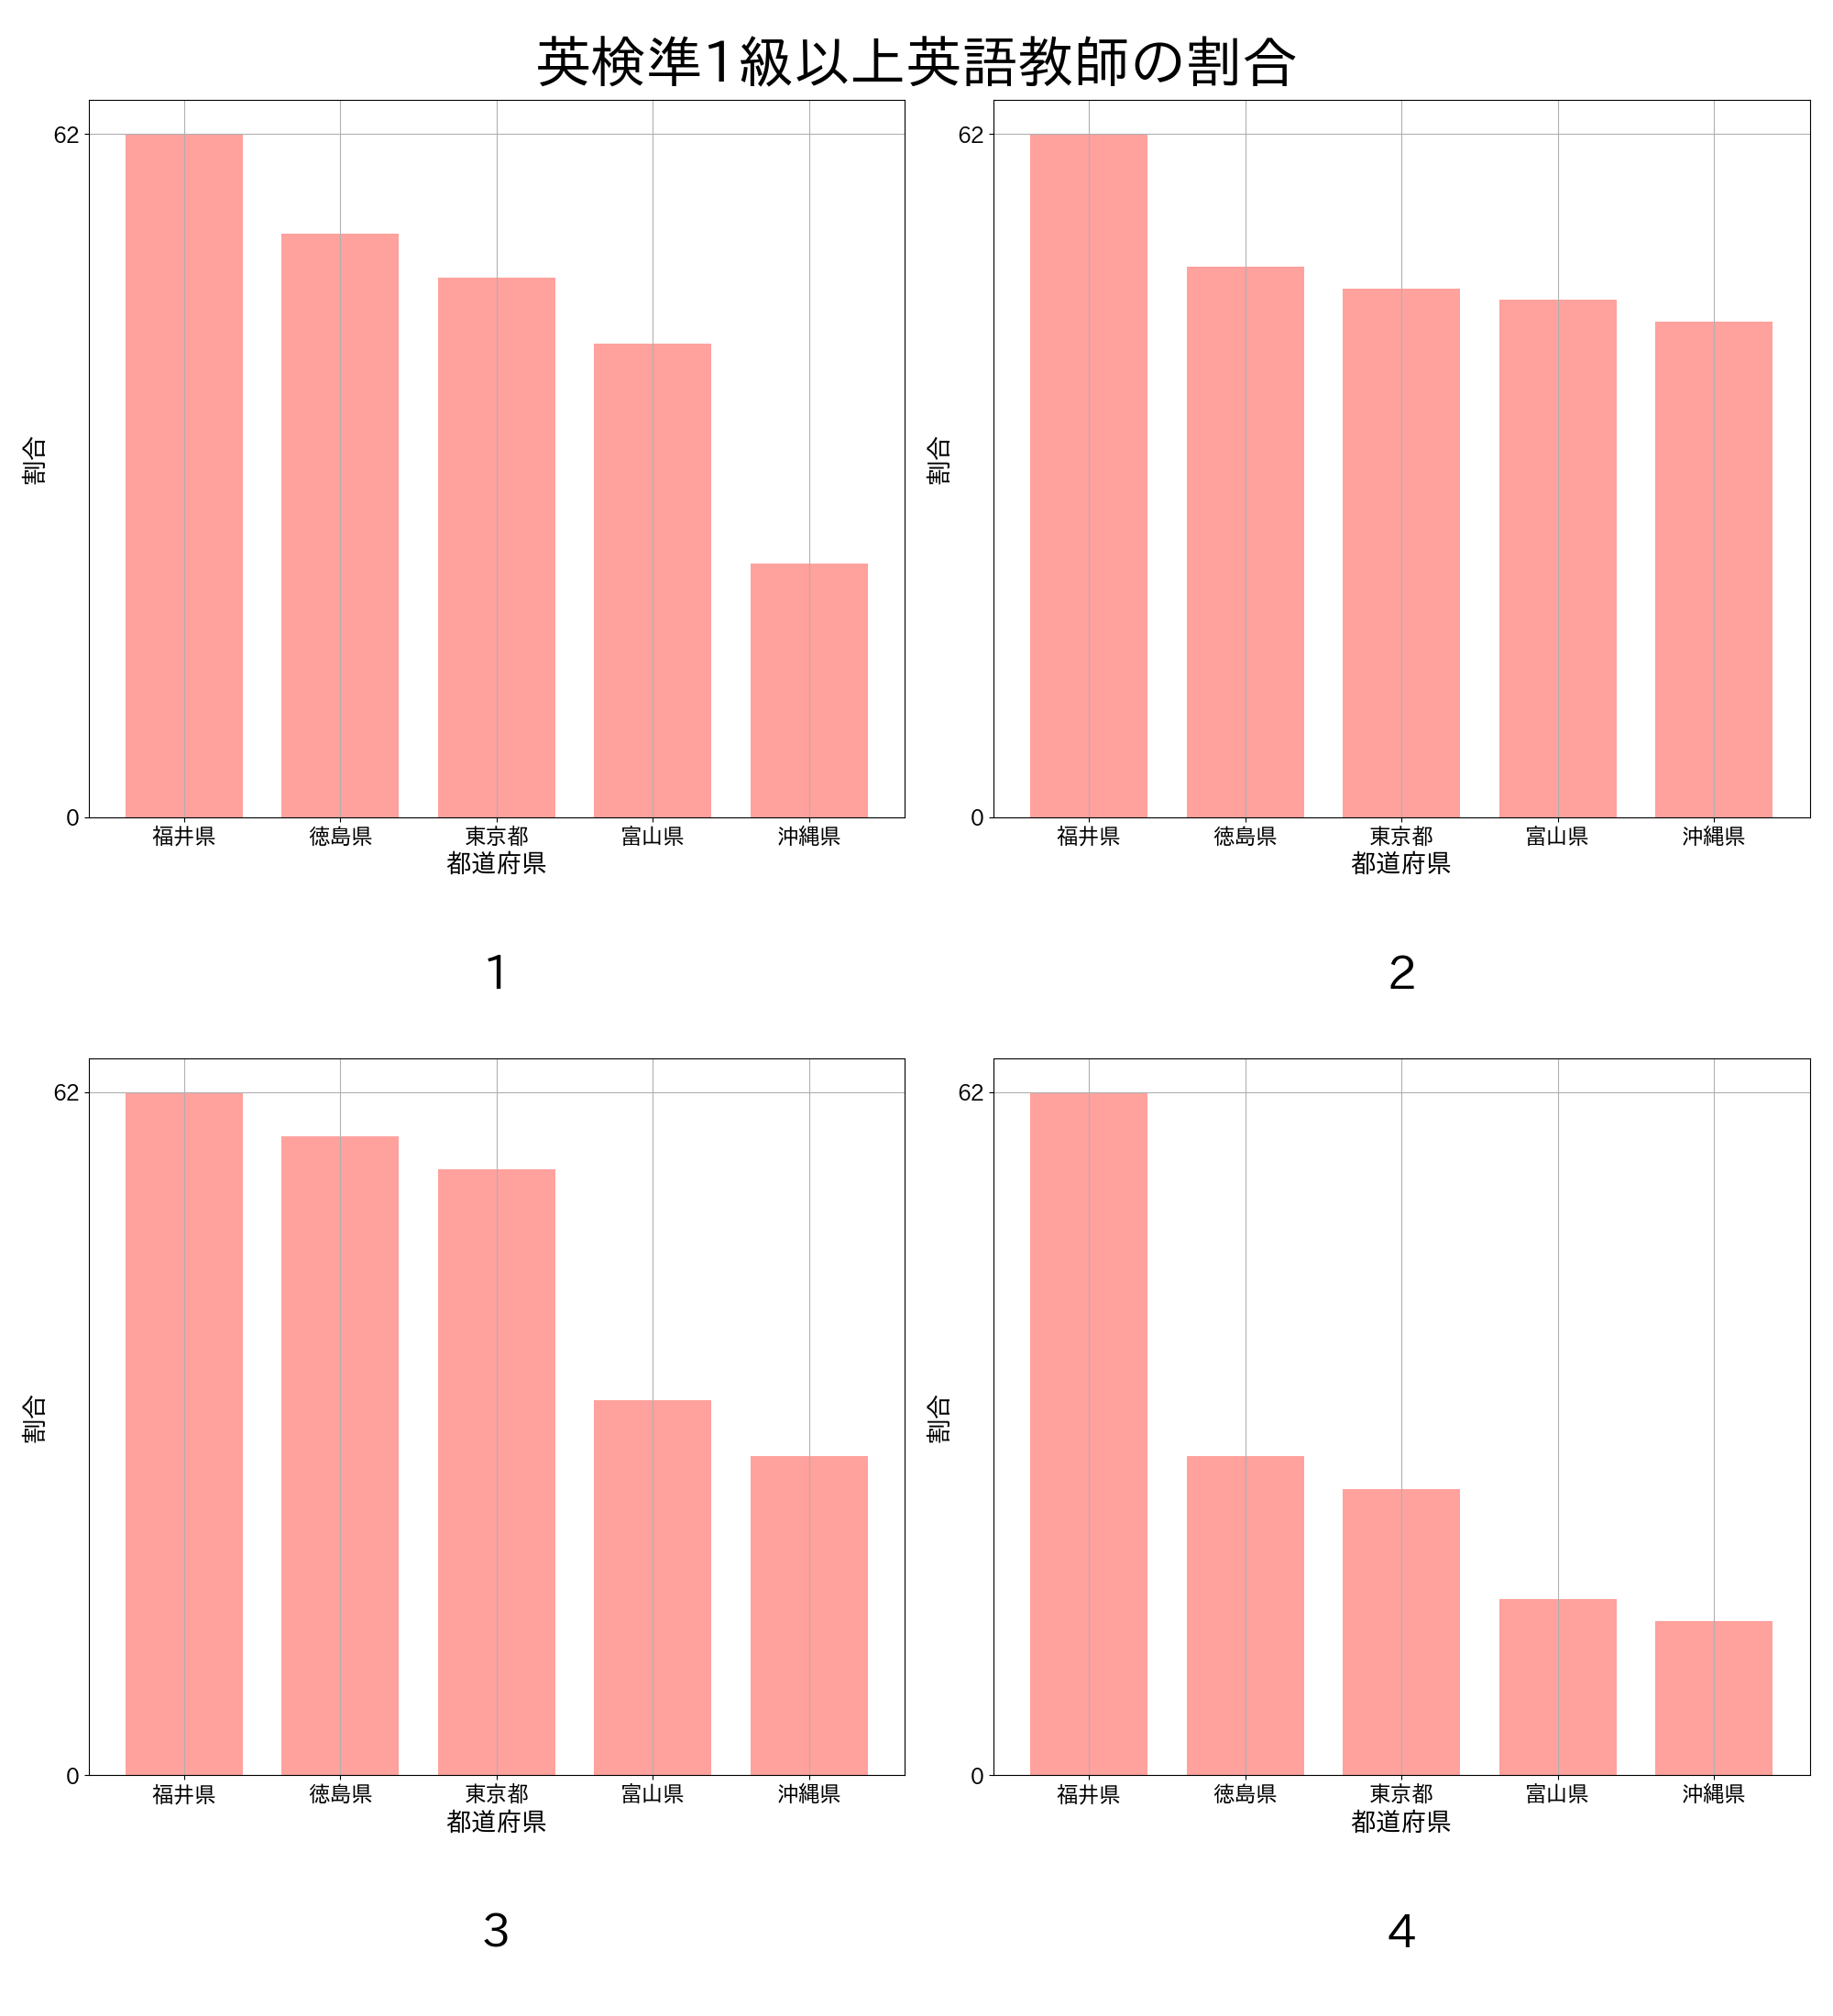 英検準1級以上英語教師の割合
62
0
割合
福井県 徳島県 東京都 富山県 沖縄県
都道府県
1
62
0
割合
福井県 徳島県 東京都 富山県 沖縄県
都道府県
2
62
0
割合
福井県 徳島県 東京都 富山県 沖縄県
都道府県
3
62
0
割合
福井県 徳島県 東京都 富山県 沖縄県
都道府県
4